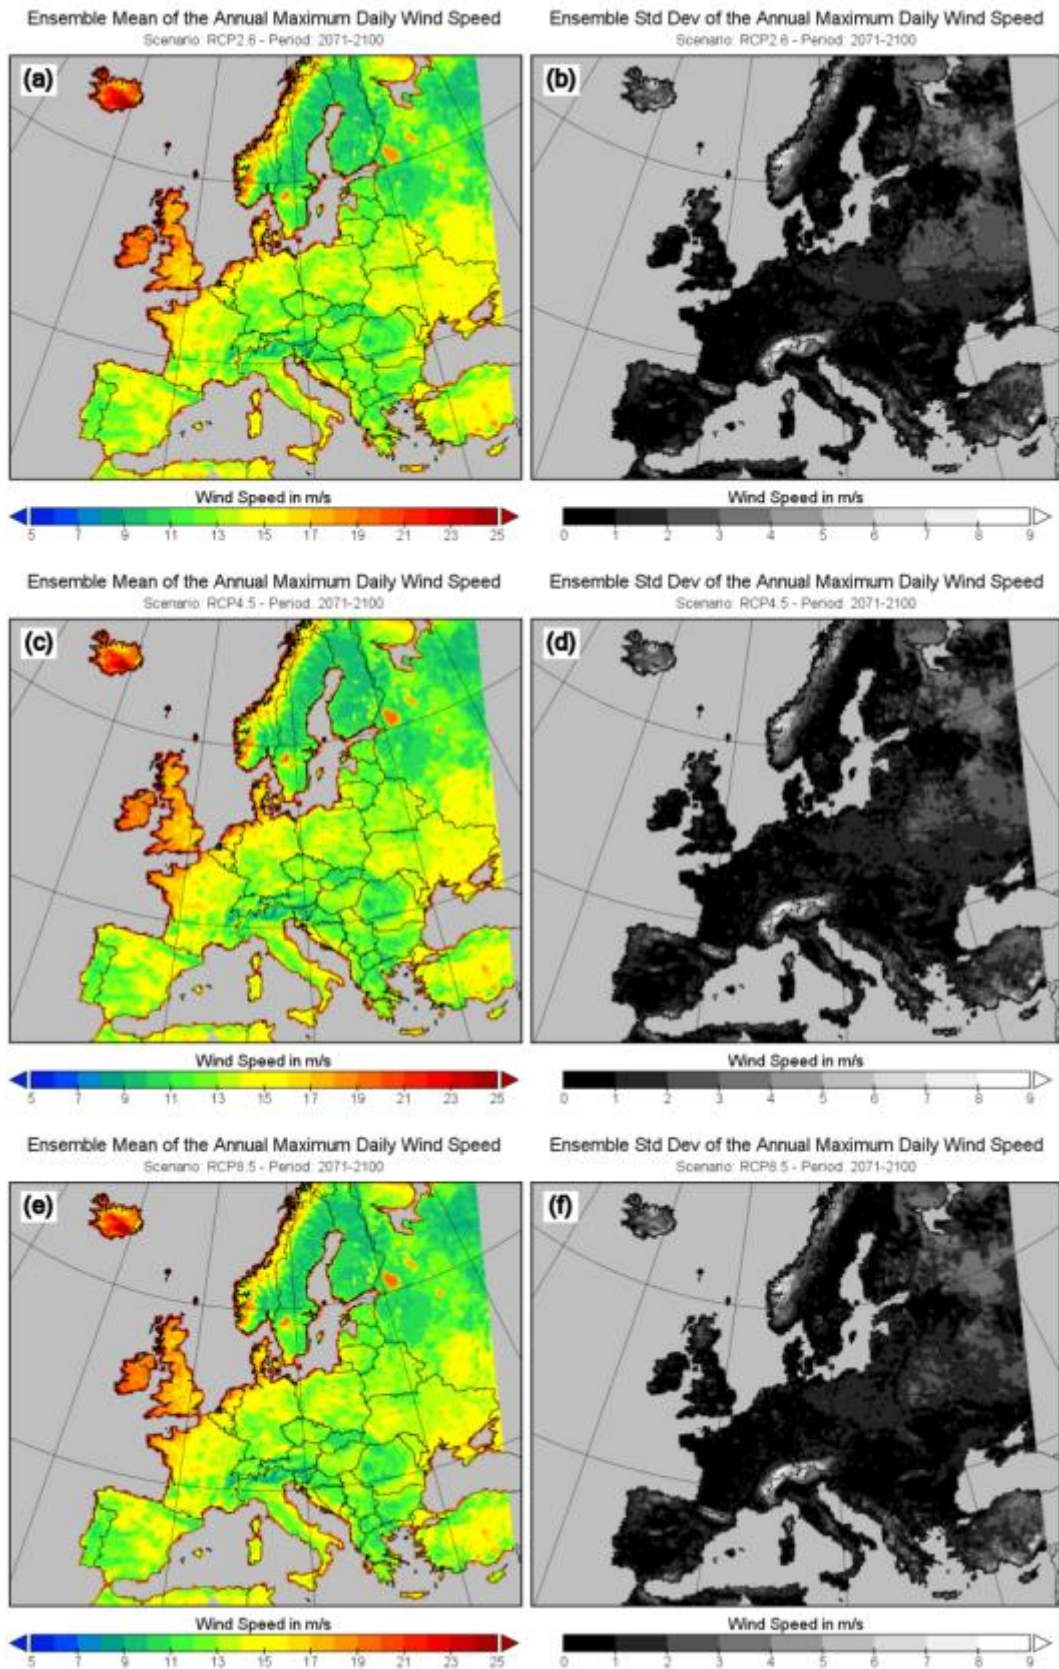 Ensemble Mean of the Annual Maximum Daily Wind Speed
Scenario: RCP2.6 - Period: 2071-2100
(a)
Wind Speed in m/s
5 7 9 11 13 15 17 19 21 23 25
Ensemble Std Dev of the Annual Maximum Daily Wind Speed
Scenario: RCP2.6 - Period: 2071-2100
(b)
Wind Speed in m/s
0 1 2 3 4 5 6 7 8 9
Ensemble Mean of the Annual Maximum Daily Wind Speed
Scenario: RCP4.5 - Period: 2071-2100
(c)
Wind Speed in m/s
5 7 9 11 13 15 17 19 21 23 25
Ensemble Std Dev of the Annual Maximum Daily Wind Speed
Scenario: RCP4.5 - Period: 2071-2100
(d)
Wind Speed in m/s
0 1 2 3 4 5 6 7 8 9
Ensemble Mean of the Annual Maximum Daily Wind Speed
Scenario: RCP8.5 - Period: 2071-2100
(e)
Wind Speed in m/s
5 7 9 11 13 15 17 19 21 23 25
Ensemble Std Dev of the Annual Maximum Daily Wind Speed
Scenario: RCP8.5 - Period: 2071-2100
(f)
Wind Speed in m/s
0 1 2 3 4 5 6 7 8 9